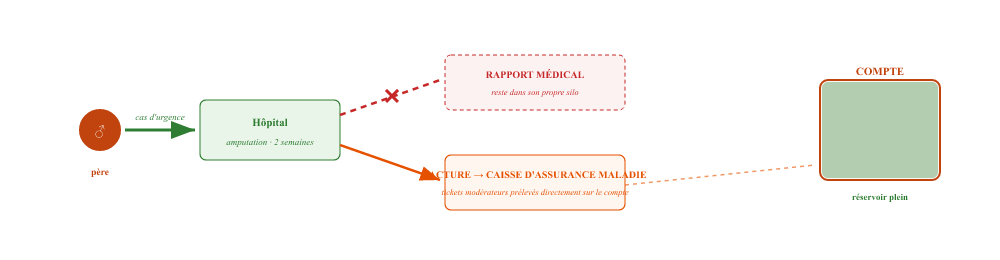 ♂
père
cas d'urgence
Hôpital
amputation · 2 semaines
RAPPORT MÉDICAL
reste dans son propre silo
ACTURE → CAISSE D'ASSURANCE MALADIE
tickets modérateurs prélevés directement sur le compte
COMPTE
réservoir plein